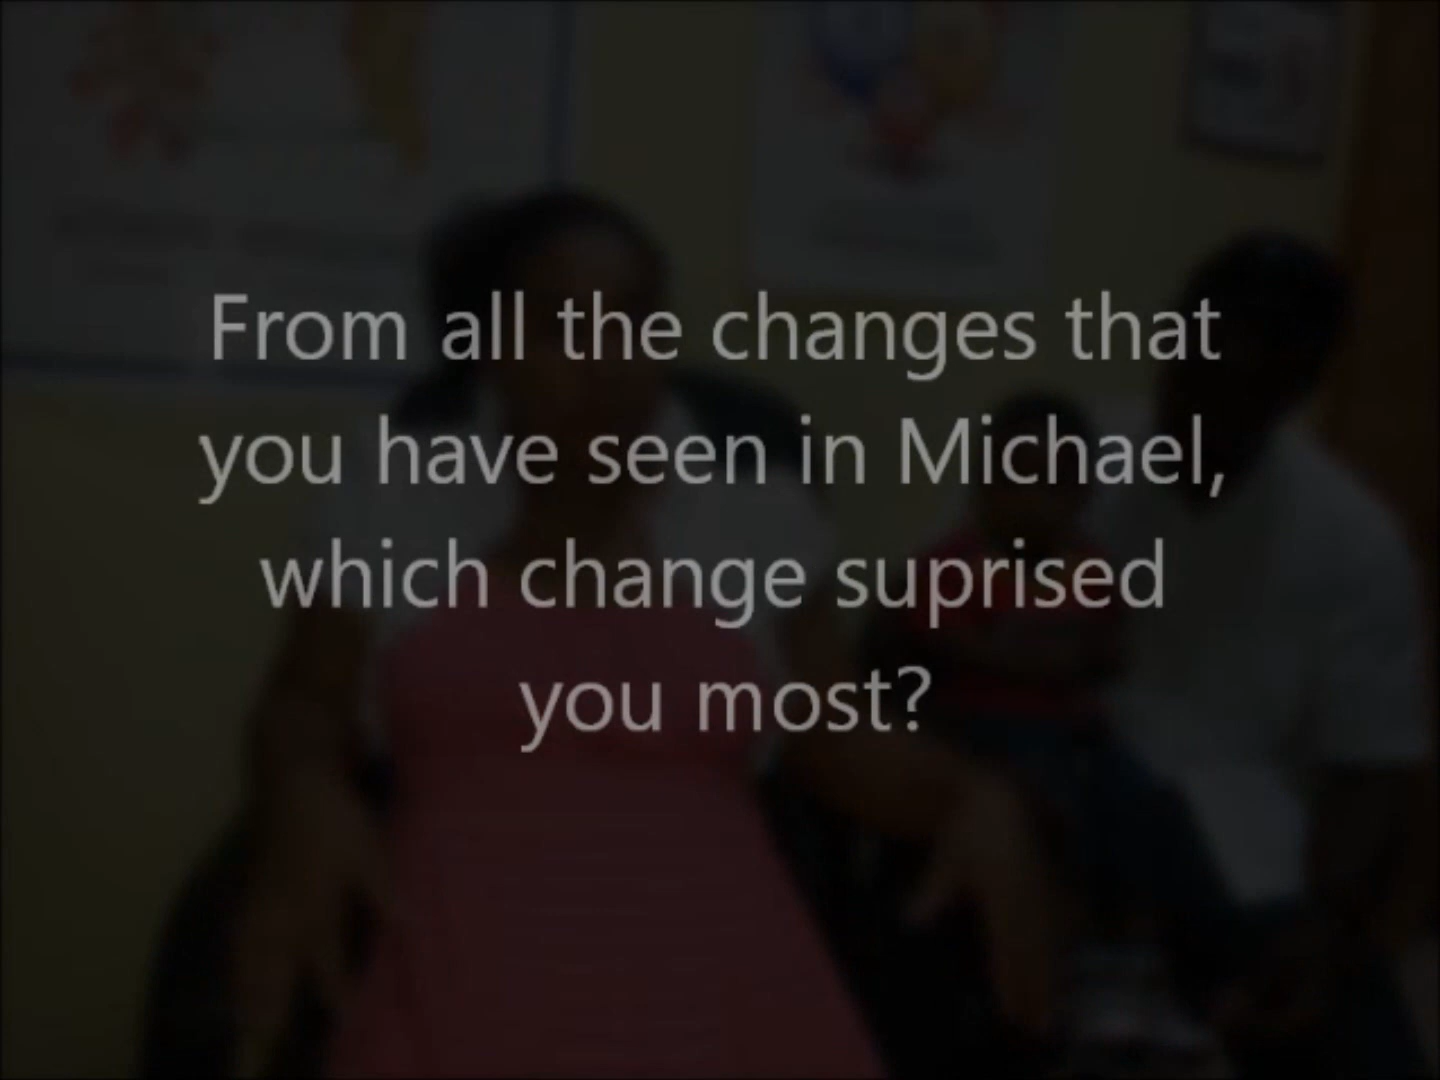 From all the changes that
you have seen in Michael,
which change suprised
you most?